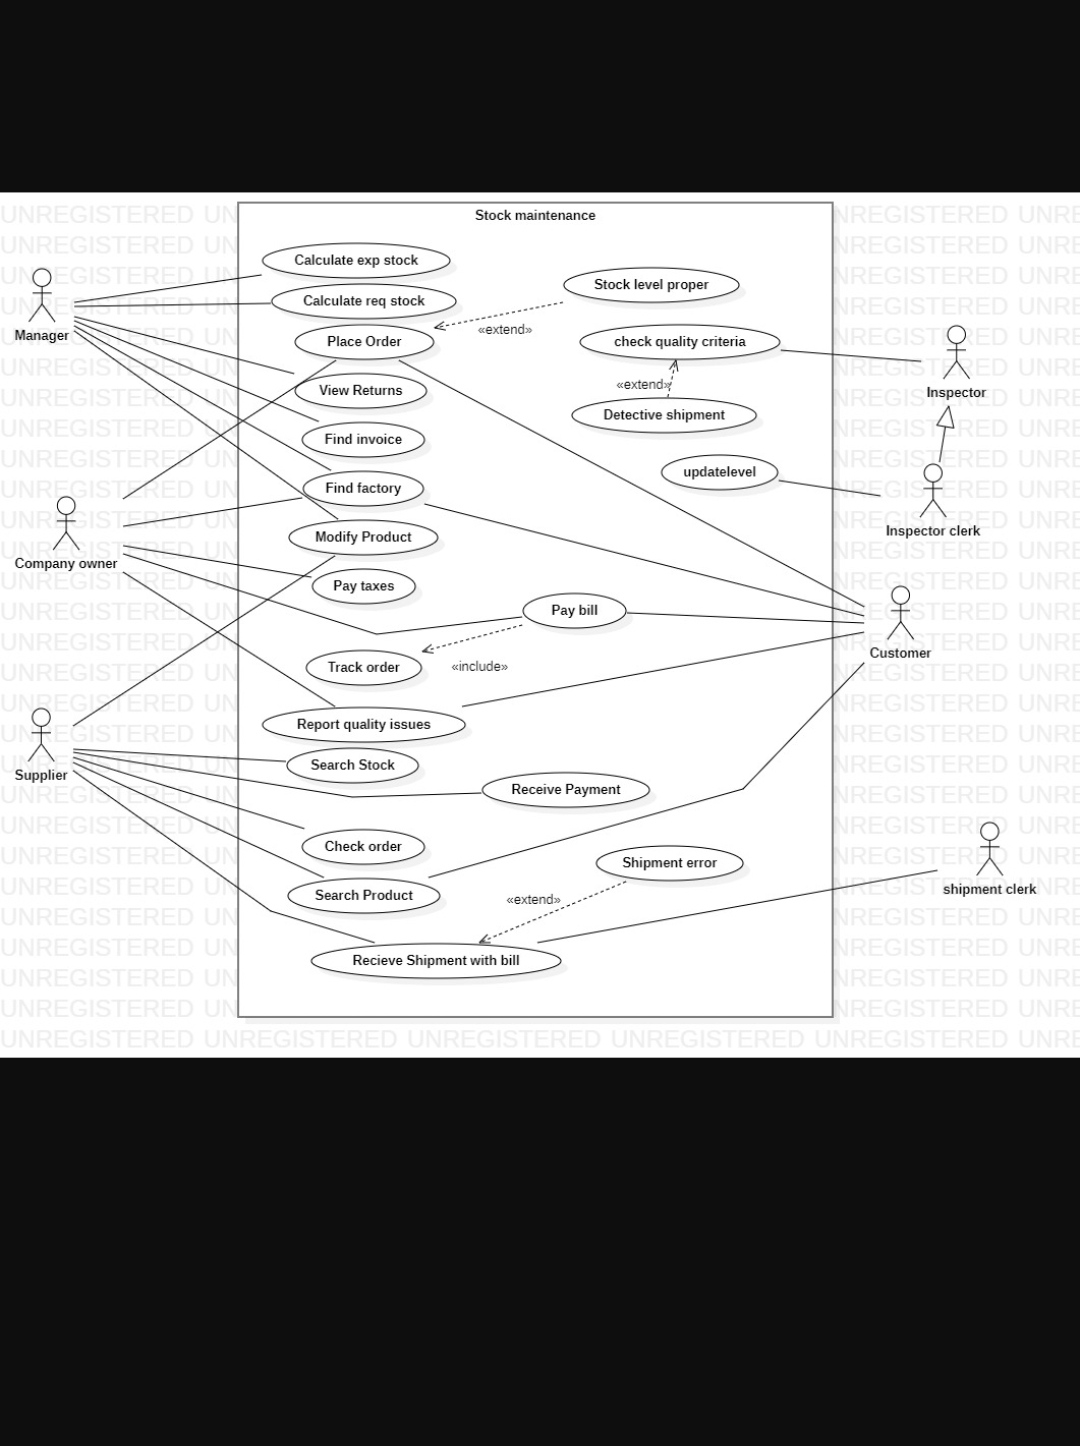 Stock maintenance
Calculate exp stock
Calculate req stock
Stock level proper
Place Order
«extend»
check quality criteria
View Returns
«extend»
Detective shipment
Find invoice
updatelevel
Find factory
Modify Product
Pay taxes
Pay bill
Track order
«include»
Report quality issues
Search Stock
Receive Payment
Check order
Shipment error
Search Product
«extend»
Recieve Shipment with bill
Manager
Company owner
Supplier
Inspector
Inspector clerk
Customer
shipment clerk
UNREGISTERED UNREGISTERED UNREGISTERED UNREGISTERED UNREGISTERED UNRE